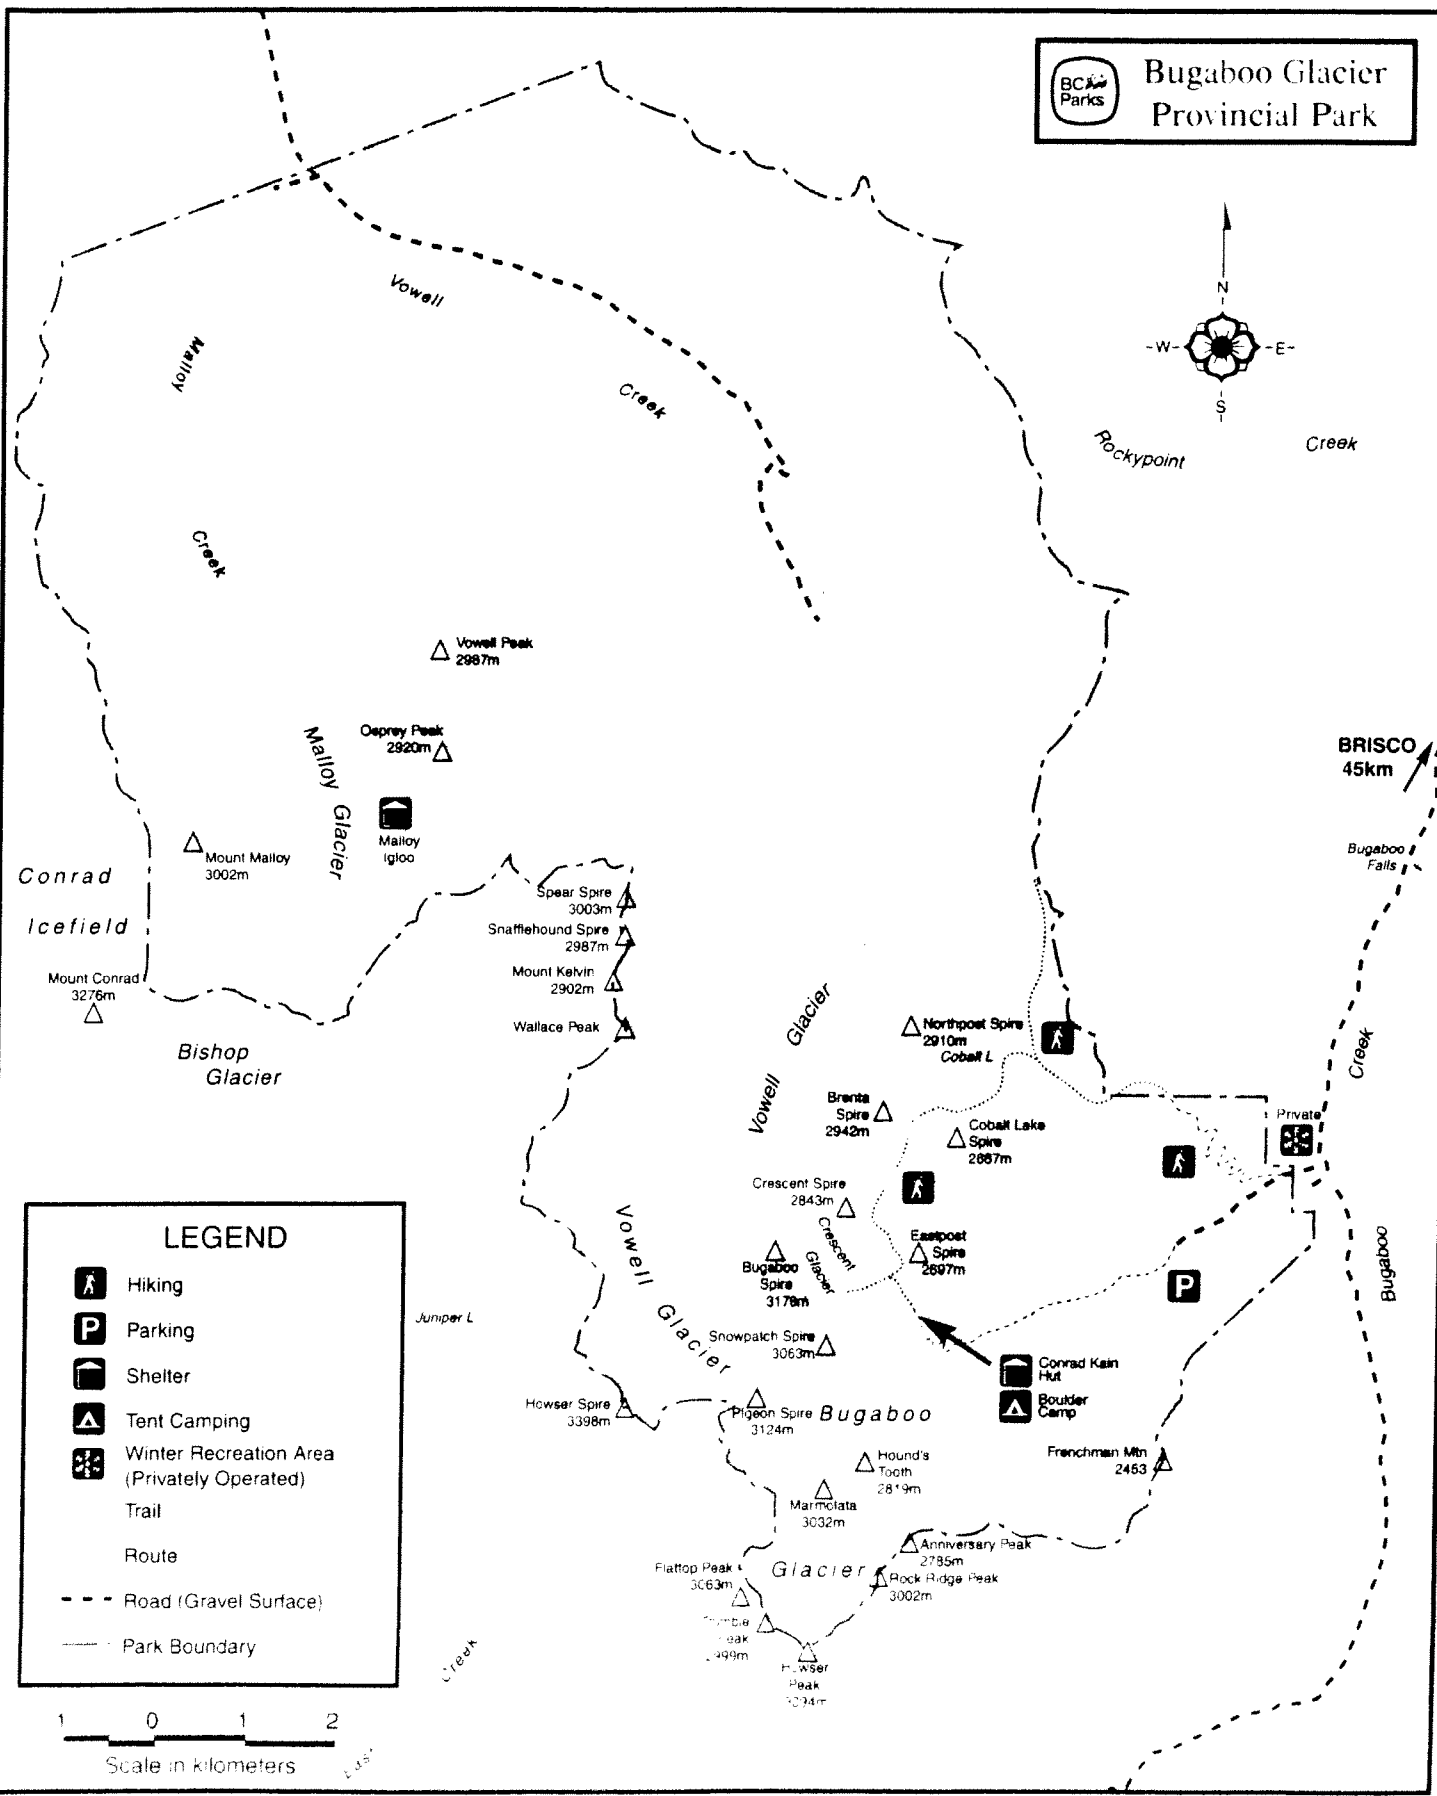 Bugaboo Glacier
Provincial Park
BC
Parks
N
W
E
S
Vowell
Creek
Malloy
Creek
Rockypoint
Creek
Vowell Peak
2987m
Osprey Peak
2920m
Malloy
Glacier
Malloy
Igloo
Mount Malloy
3002m
Conrad
Icefield
Mount Conrad
3276m
Bishop
Glacier
BRISCO
45km
Bugaboo
Falls
Spear Spire
3003m
Snafflehound Spire
2987m
Mount Kelvin
2902m
Wallace Peak
Vowell
Glacier
Northpost Spire
2910m
Cobalt L
Creek
Bugaboo
Brenta
Spire
2942m
Cobalt Lake
Spire
2687m
Private
Crescent Spire
2843m
Crescent
Glacier
Eastpost
Spire
2697m
Bugaboo
Spire
3178m
Vowell
Glacier
Juniper L
P
Snowpatch Spire
3063m
Conrad Kain
Hut
Boulder
Camp
Howser Spire
3398m
Pigeon Spire
3124m
Bugaboo
Glacier
Frenchman Mtn
2453
Hound's
Tooth
2819m
Marmolata
3032m
Anniversary Peak
2785m
Rock Ridge Peak
3002m
Flattop Peak
3063m
Peak
LEGEND
Hiking
P
Parking
Shelter
Tent Camping
Winter Recreation Area
(Privately Operated)
Trail
Route
Road (Gravel Surface)
Park Boundary
1 0 1 2
Scale in kilometers
Creek